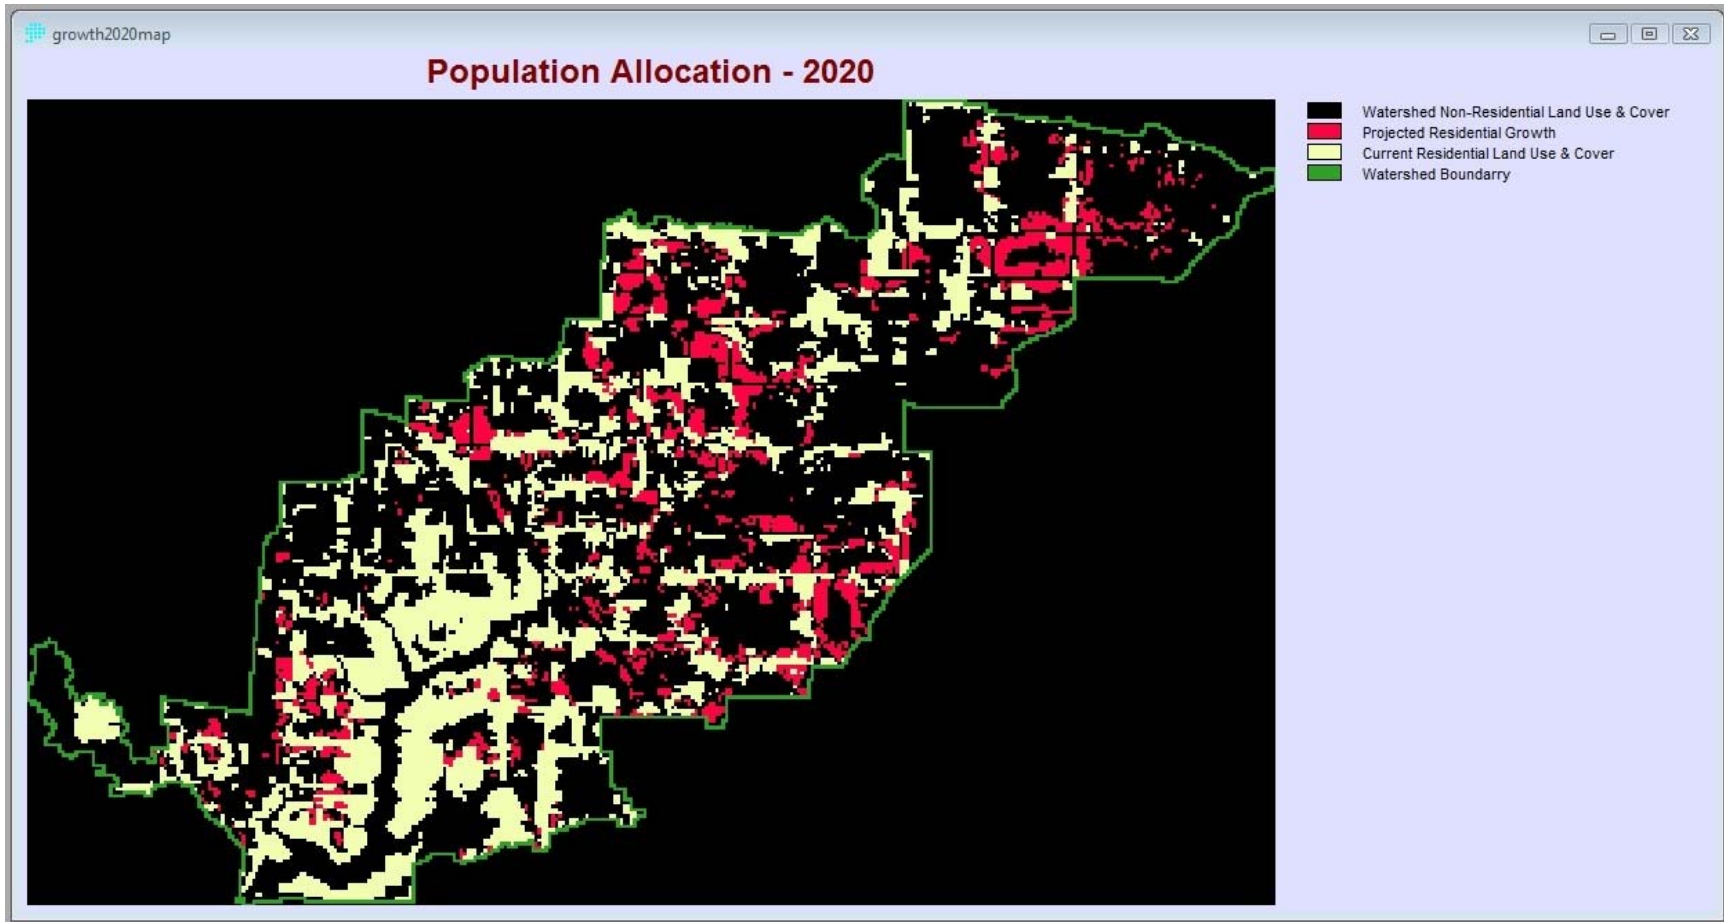 growth2020map
Population Allocation - 2020
Watershed Non-Residential Land Use & Cover
Projected Residential Growth
Current Residential Land Use & Cover
Watershed Boundarry